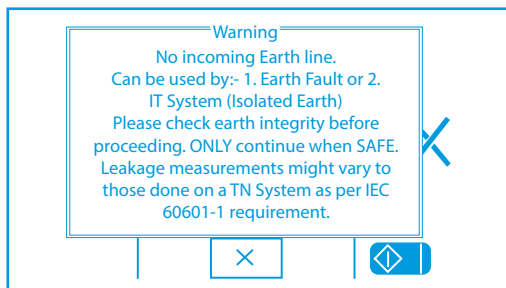 Warning
No incoming Earth line.
Can be used by:- 1. Earth Fault or 2.
IT System (Isolated Earth)
Please check earth integrity before
proceeding. ONLY continue when SAFE.
Leakage measurements might vary to
those done on a TN System as per IEC
60601-1 requirement.